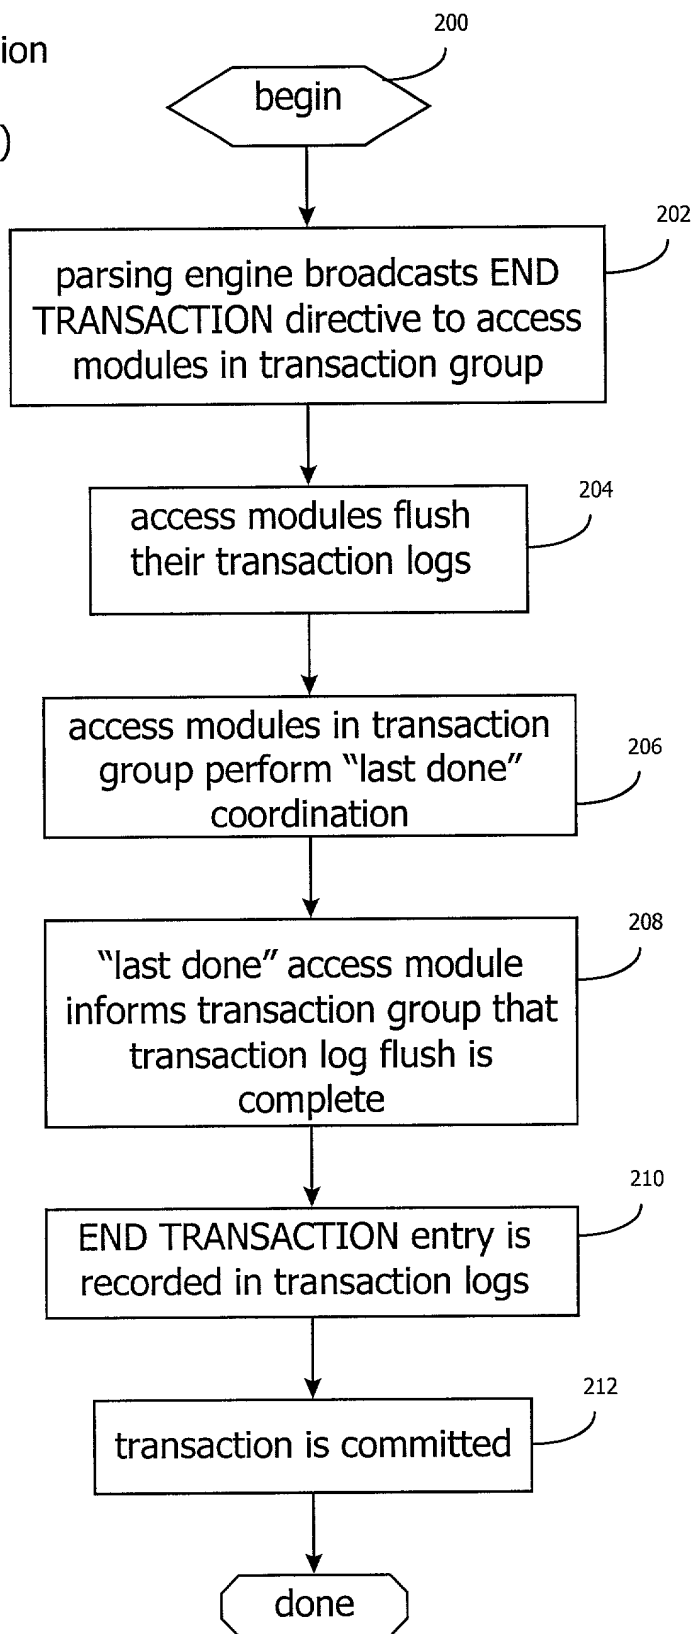 200
ion
)
begin
202
parsing engine broadcasts END
TRANSACTION directive to access
modules in transaction group
204
access modules flush
their transaction logs
206
access modules in transaction
group perform “last done”
coordination
208
“last done” access module
informs transaction group that
transaction log flush is
complete
210
END TRANSACTION entry is
recorded in transaction logs
212
transaction is committed
done